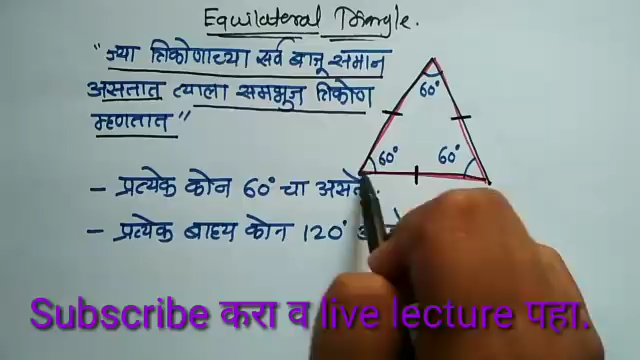 Equilateral Triangle.
"ज्या त्रिकोणाच्या सर्व बाजू समान
असतात त्याला समभुज त्रिकोण
म्हणतात"
60°
60°
60°
- प्रत्येक कोन 60° चा असतो.
- प्रत्येक बाह्य कोन 120°
Subscribe करा व live lecture पहा.